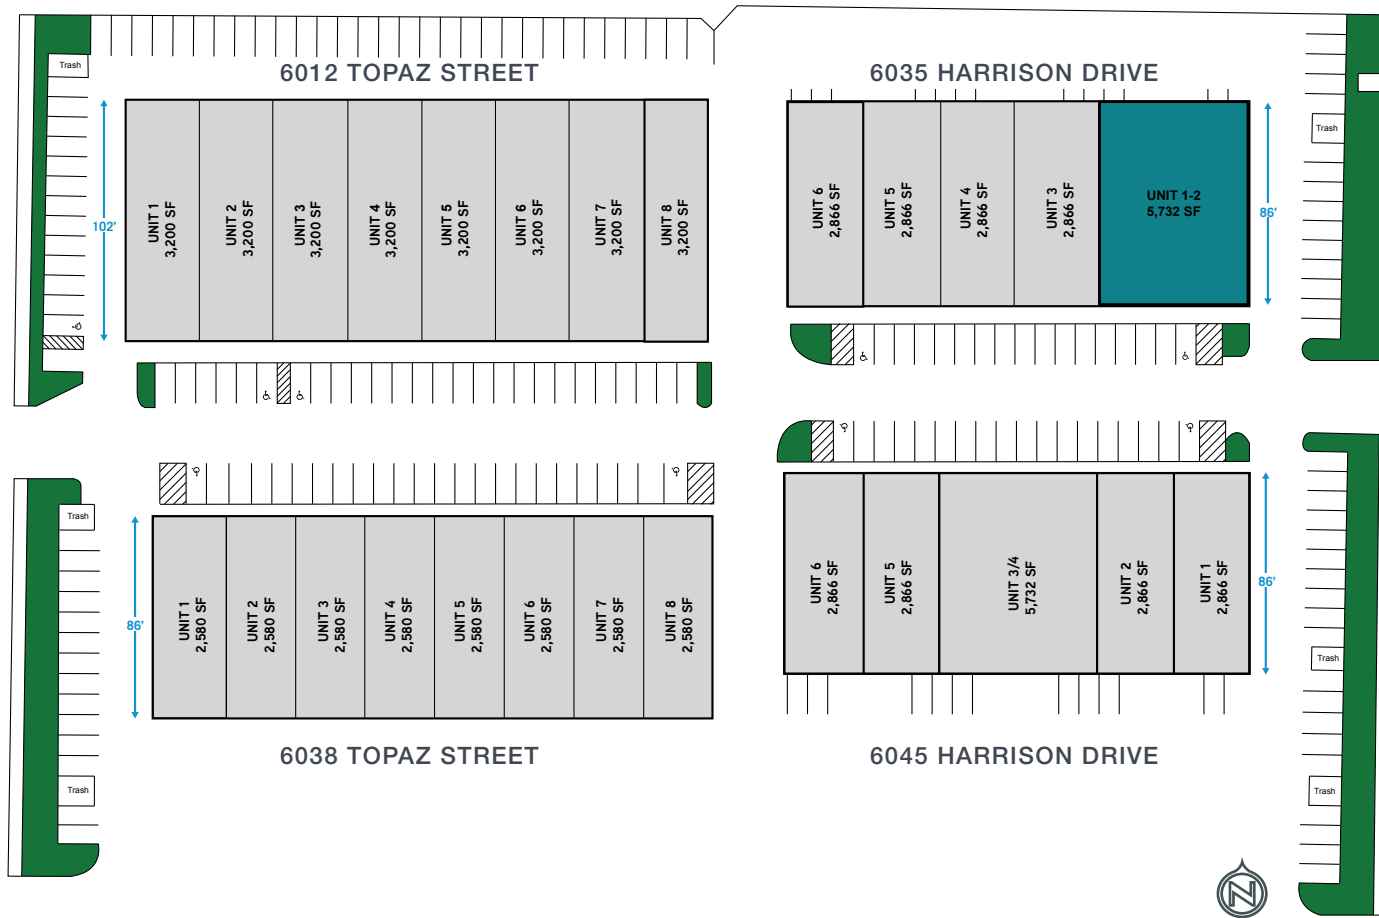 6012 TOPAZ STREET
6035 HARRISON DRIVE
Trash
Trash
102'
UNIT 1
3,200 SF
UNIT 2
3,200 SF
UNIT 3
3,200 SF
UNIT 4
3,200 SF
UNIT 5
3,200 SF
UNIT 6
3,200 SF
UNIT 7
3,200 SF
UNIT 8
3,200 SF
UNIT 6
2,866 SF
UNIT 5
2,866 SF
UNIT 4
2,866 SF
UNIT 3
2,866 SF
UNIT 1-2
5,732 SF
86'
Trash
86'
UNIT 1
2,580 SF
UNIT 2
2,580 SF
UNIT 3
2,580 SF
UNIT 4
2,580 SF
UNIT 5
2,580 SF
UNIT 6
2,580 SF
UNIT 7
2,580 SF
UNIT 8
2,580 SF
UNIT 6
2,866 SF
UNIT 5
2,866 SF
UNIT 3/4
5,732 SF
UNIT 2
2,866 SF
UNIT 1
2,866 SF
86'
Trash
Trash
Trash
6038 TOPAZ STREET
6045 HARRISON DRIVE
N